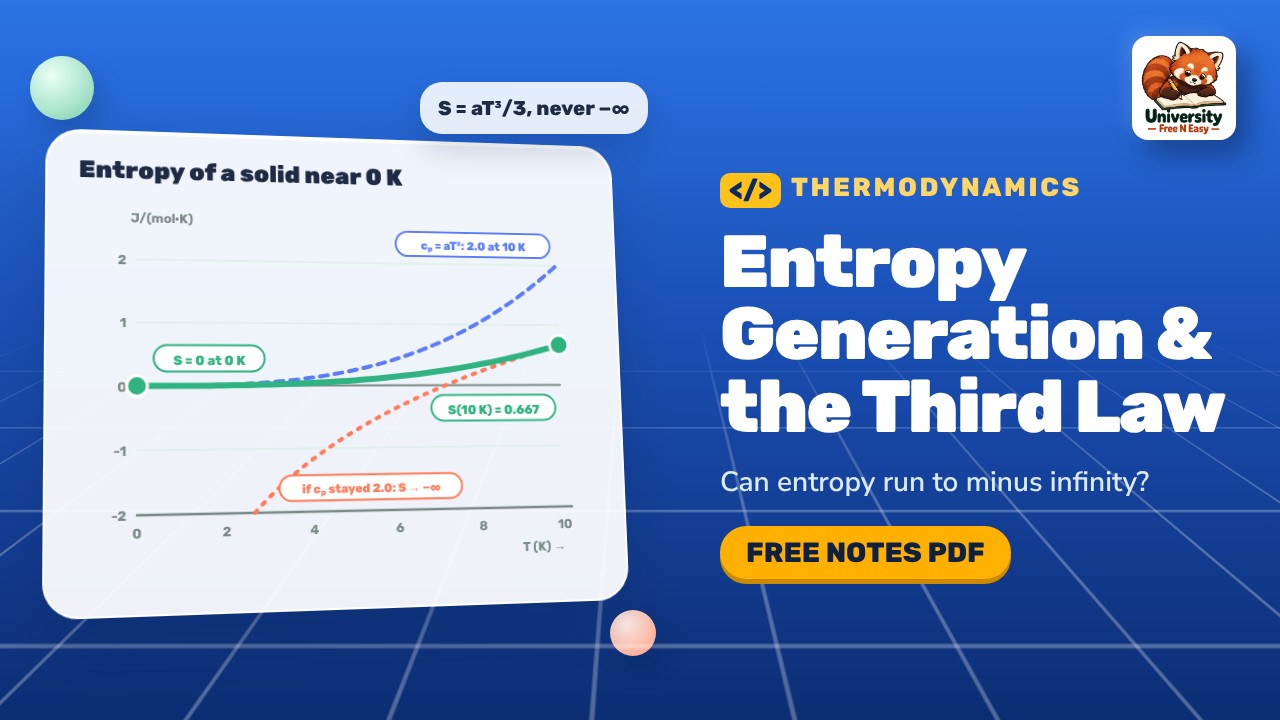 S = aT³/3, never −∞
University
Free N Easy
Entropy of a solid near 0 K
J/(mol·K)
cₚ = aT³: 2.0 at 10 K
2
1
S = 0 at 0 K
0
S(10 K) = 0.667
-1
if cₚ stayed 2.0: S → −∞
-2
0
2
4
6
8
10
T (K) →
</> THERMODYNAMICS
Entropy
Generation &
the Third Law
Can entropy run to minus infinity?
FREE NOTES PDF